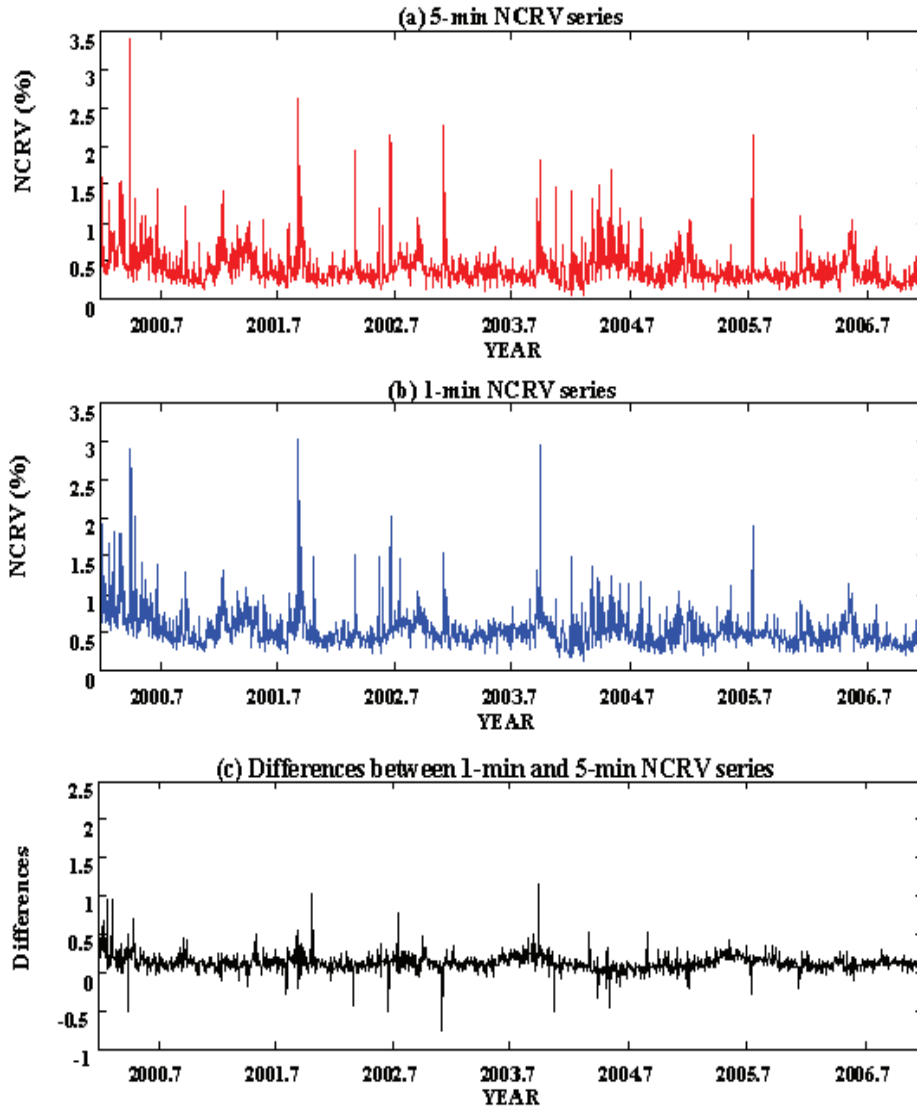 (a) 5-min NCRV series
3.5
3
2.5
2
1.5
1
0.5
0
NCRV (%)
2000.7 2001.7 2002.7 2003.7 2004.7 2005.7 2006.7
YEAR
(b) 1-min NCRV series
3.5
3
2.5
2
1.5
1
0.5
0
NCRV (%)
2000.7 2001.7 2002.7 2003.7 2004.7 2005.7 2006.7
YEAR
(c) Differences between 1-min and 5-min NCRV series
2.5
2
1.5
1
0.5
0
-0.5
-1
Differences
2000.7 2001.7 2002.7 2003.7 2004.7 2005.7 2006.7
YEAR